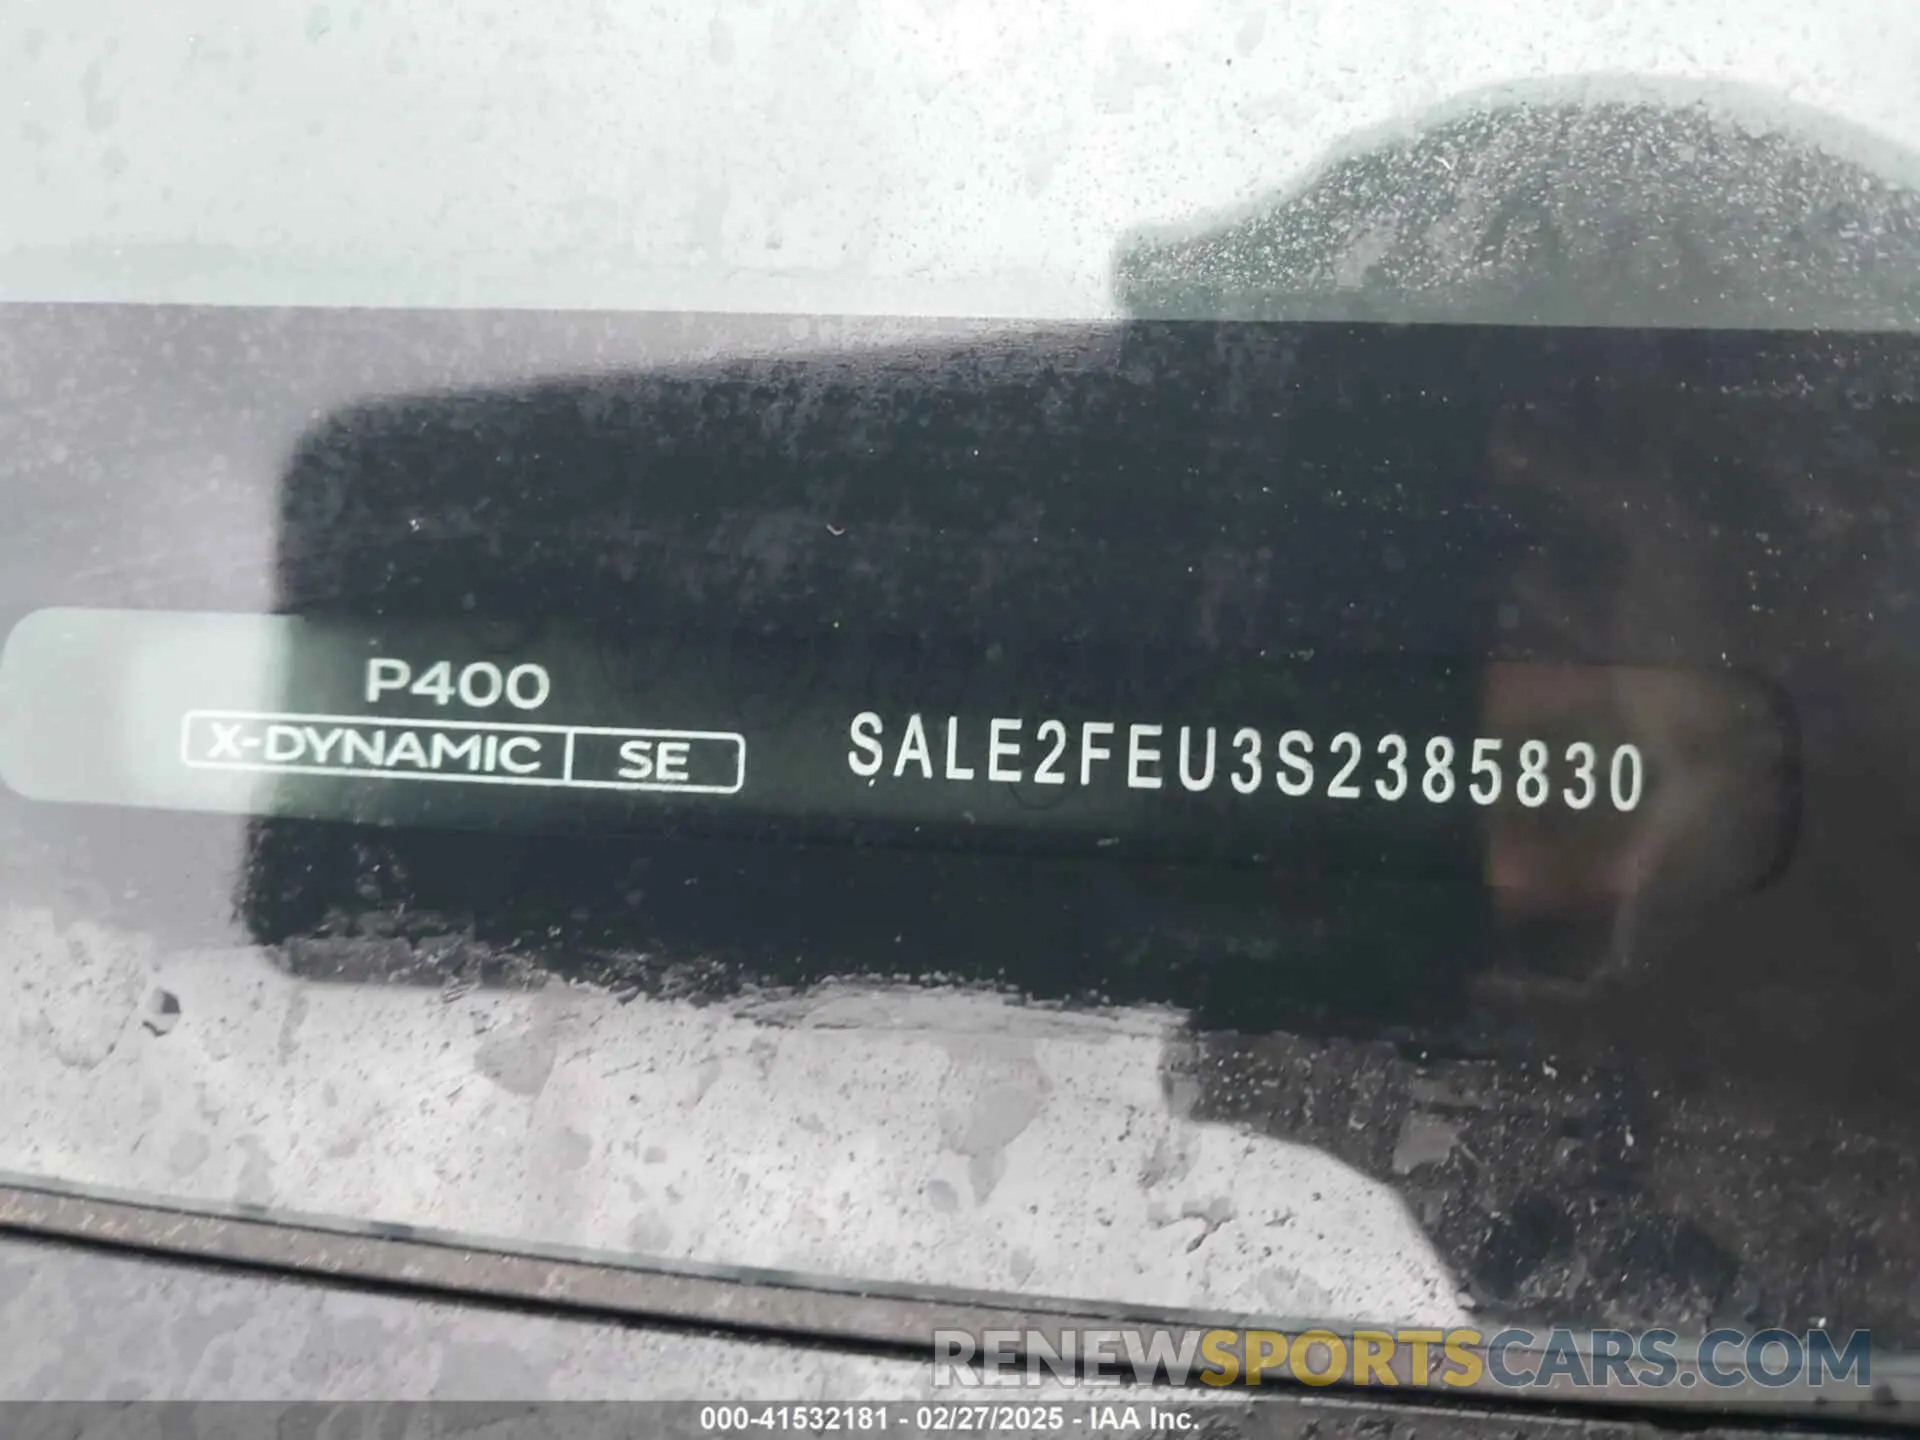 P400
X-DYNAMIC SE
SALE2FEU3S2385830
RENEWSPORTSCARS.COM
000-41532181 - 02/27/2025 - IAA Inc.